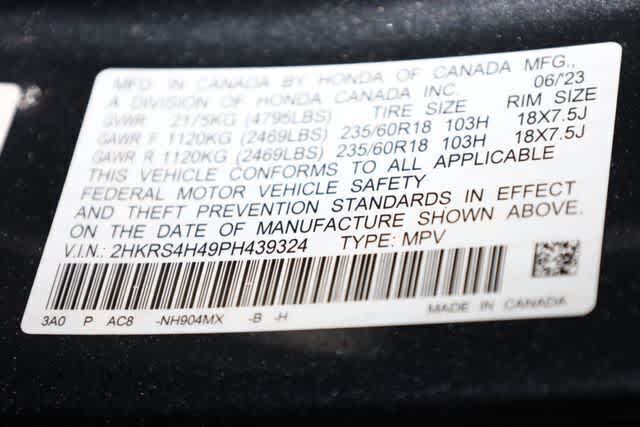 MFD. IN CANADA BY HONDA OF CANADA MFG.,
A DIVISION OF HONDA CANADA INC. 06/23
GVWR 2175KG (4795LBS) TIRE SIZE RIM SIZE
GAWR F 1120KG (2469LBS) 235/60R18 103H 18X7.5J
GAWR R 1120KG (2469LBS) 235/60R18 103H 18X7.5J
THIS VEHICLE CONFORMS TO ALL APPLICABLE
FEDERAL MOTOR VEHICLE SAFETY
AND THEFT PREVENTION STANDARDS IN EFFECT
ON THE DATE OF MANUFACTURE SHOWN ABOVE.
V.I.N.: 2HKRS4H49PH439324 TYPE: MPV
3A0 P AC8 -NH904MX -B -H MADE IN CANADA